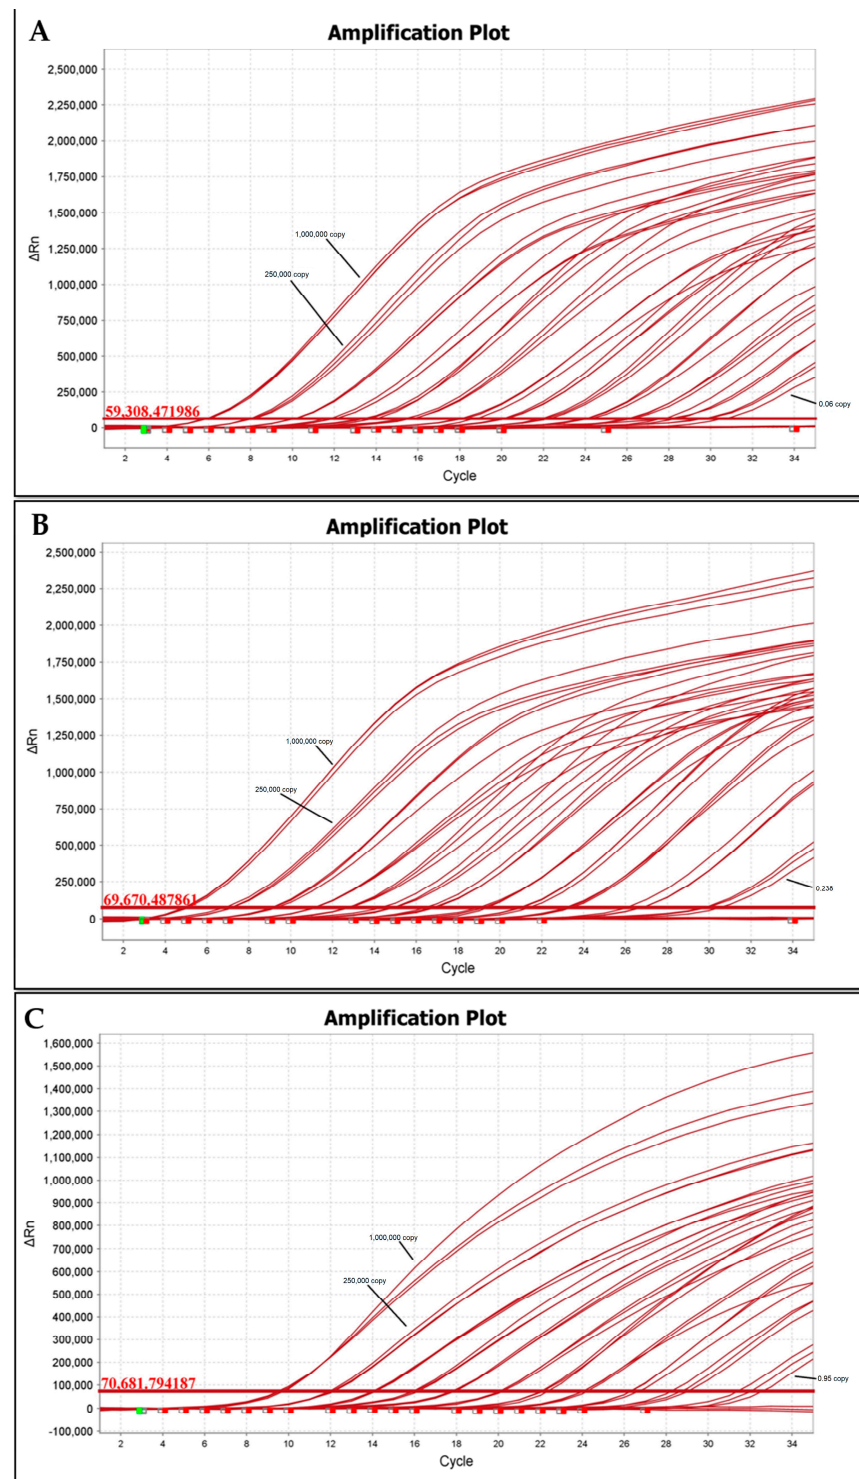 A
Amplification Plot
2,500,000
2,250,000
2,000,000
1,750,000
1,500,000
1,250,000
1,000,000
750,000
500,000
250,000
0
ΔRn
1,000,000 copy
250,000 copy
0.06 copy
59,308.471986
2 4 6 8 10 12 14 16 18 20 22 24 26 28 30 32 34
Cycle
B
Amplification Plot
2,500,000
2,250,000
2,000,000
1,750,000
1,500,000
1,250,000
1,000,000
750,000
500,000
250,000
0
ΔRn
1,000,000 copy
250,000 copy
0.238
69,670.487861
2 4 6 8 10 12 14 16 18 20 22 24 26 28 30 32 34
Cycle
C
Amplification Plot
1,600,000
1,500,000
1,400,000
1,300,000
1,200,000
1,100,000
1,000,000
900,000
800,000
700,000
600,000
500,000
400,000
300,000
200,000
100,000
0
-100,000
ΔRn
1,000,000 copy
250,000 copy
0.95 copy
70,681.794187
2 4 6 8 10 12 14 16 18 20 22 24 26 28 30 32 34
Cycle